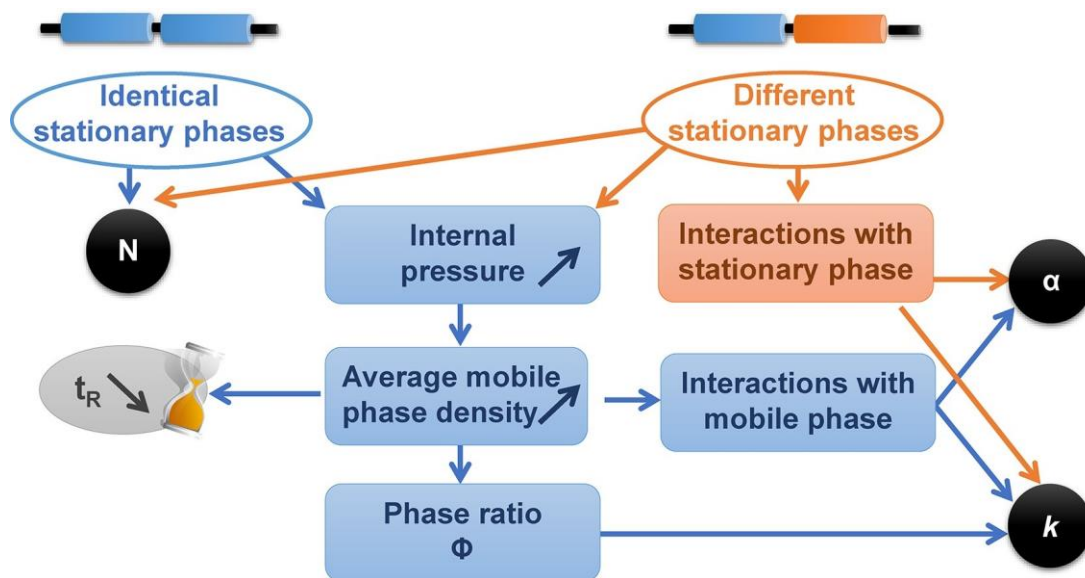 Identical
stationary phases
Different
stationary phases
N
Internal
pressure
Interactions with
stationary phase
α
tR
Average mobile
phase density
Interactions with
mobile phase
Phase ratio
Φ
k